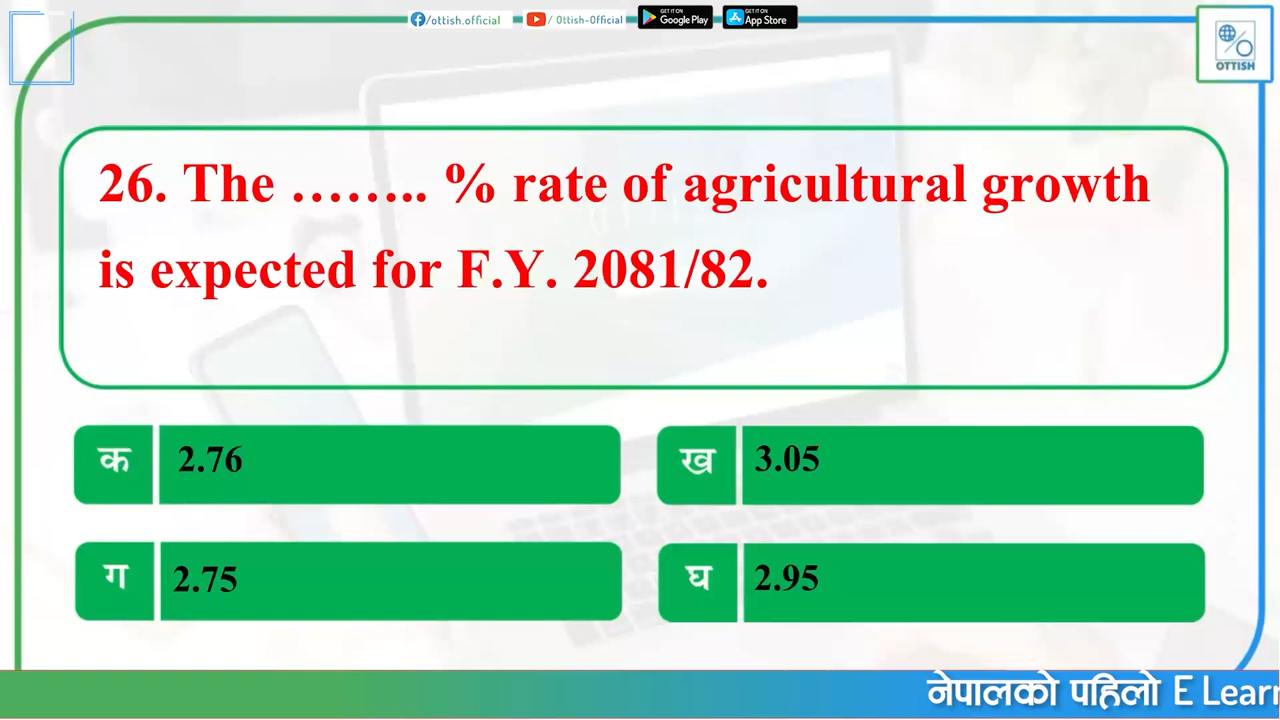 /ottish.official
/ Ottish-Official
GET IT ON
Google Play
GET IT ON
App Store
OTTISH
26. The …….. % rate of agricultural growth
is expected for F.Y. 2081/82.
क 2.76
ख 3.05
ग 2.75
घ 2.95
नेपालको पहिलो E Lear